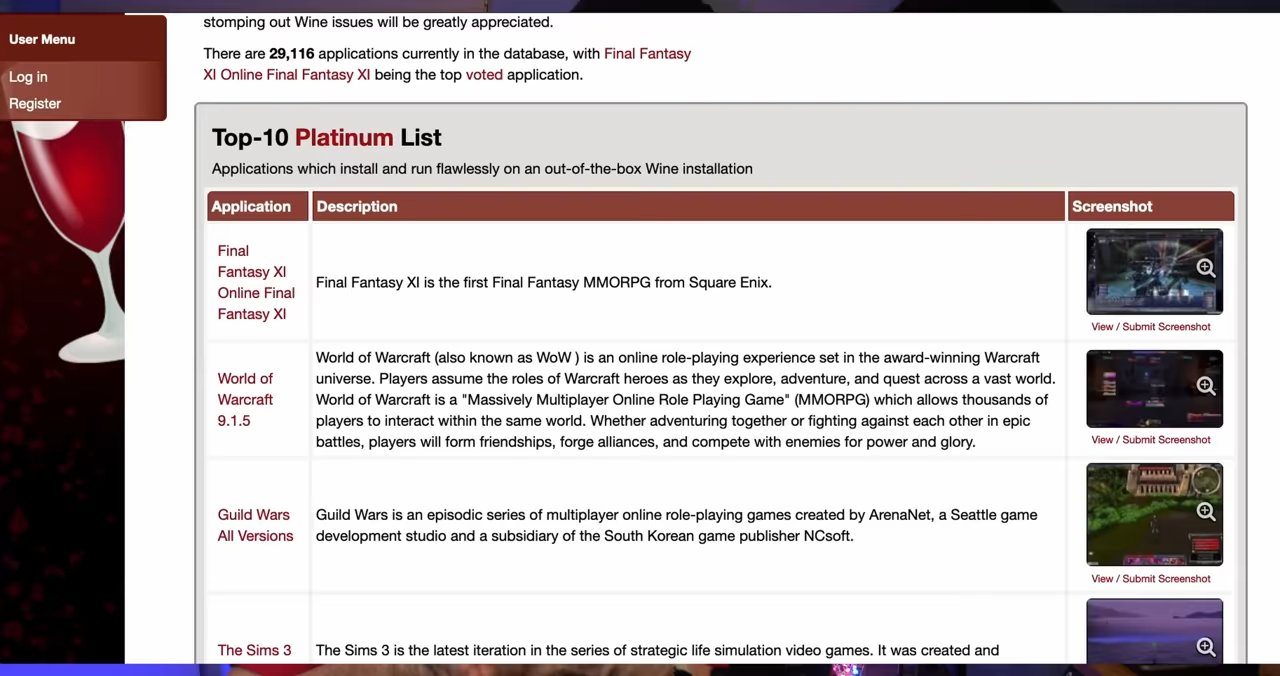 stomping out Wine issues will be greatly appreciated.
User Menu
Log in
Register
There are 29,116 applications currently in the database, with Final Fantasy
XI Online Final Fantasy XI being the top voted application.
Top-10 Platinum List
Applications which install and run flawlessly on an out-of-the-box Wine installation
Application Description Screenshot
Final
Fantasy XI
Online Final
Fantasy XI
Final Fantasy XI is the first Final Fantasy MMORPG from Square Enix.
View / Submit Screenshot
World of
Warcraft
9.1.5
World of Warcraft (also known as WoW ) is an online role-playing experience set in the award-winning Warcraft
universe. Players assume the roles of Warcraft heroes as they explore, adventure, and quest across a vast world.
World of Warcraft is a "Massively Multiplayer Online Role Playing Game" (MMORPG) which allows thousands of
players to interact within the same world. Whether adventuring together or fighting against each other in epic
battles, players will form friendships, forge alliances, and compete with enemies for power and glory.
View / Submit Screenshot
Guild Wars
All Versions
Guild Wars is an episodic series of multiplayer online role-playing games created by ArenaNet, a Seattle game
development studio and a subsidiary of the South Korean game publisher NCsoft.
View / Submit Screenshot
The Sims 3
The Sims 3 is the latest iteration in the series of strategic life simulation video games. It was created and